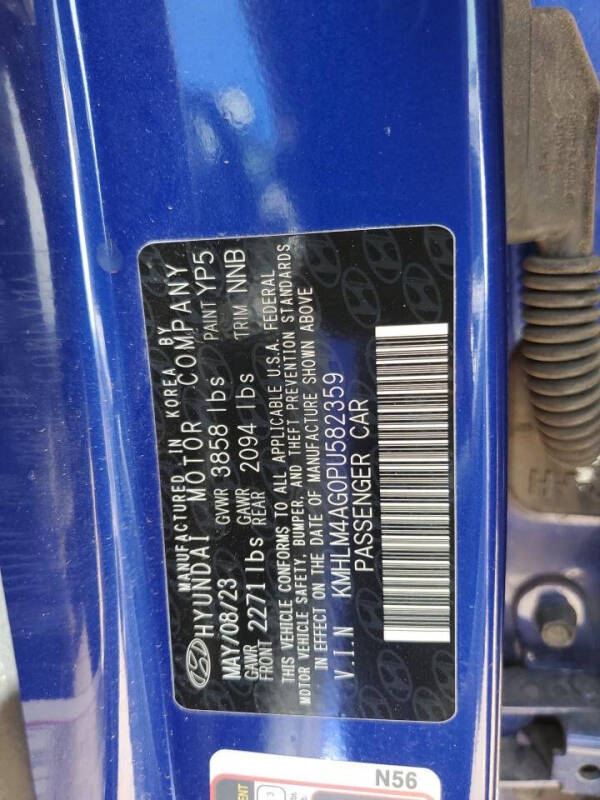 MANUFACTURED IN KOREA BY
HYUNDAI MOTOR COMPANY
MAY/08/23 GVWR 3858 lbs PAINT YP5
GAWR FRONT 2271 lbs GAWR REAR 2094 lbs TRIM NNB
THIS VEHICLE CONFORMS TO ALL APPLICABLE U.S.A. FEDERAL
MOTOR VEHICLE SAFETY, BUMPER, AND THEFT PREVENTION STANDARDS
IN EFFECT ON THE DATE OF MANUFACTURE SHOWN ABOVE
V.I.N KMHLM4AG0PU582359
PASSENGER CAR
N56